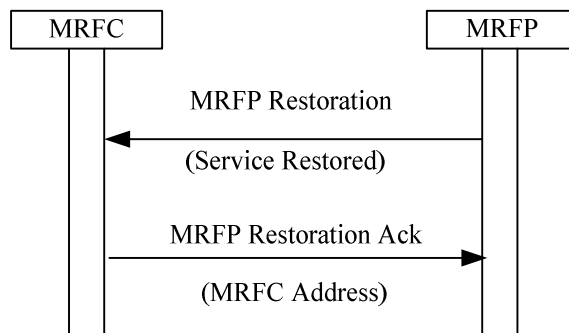 MRFC
MRFP
MRFP Restoration
(Service Restored)
MRFP Restoration Ack
(MRFC Address)